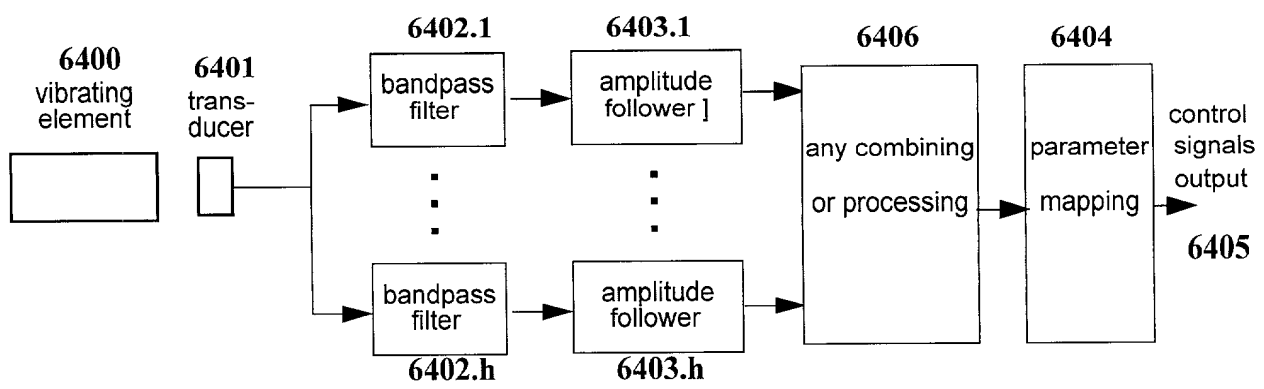 6400
vibrating
element
6401
trans-
ducer
6402.1
bandpass
filter
6403.1
amplitude
follower ]
6406
any combining
or processing
6404
parameter
mapping
control
signals
output
6405
bandpass
filter
6402.h
amplitude
follower
6403.h